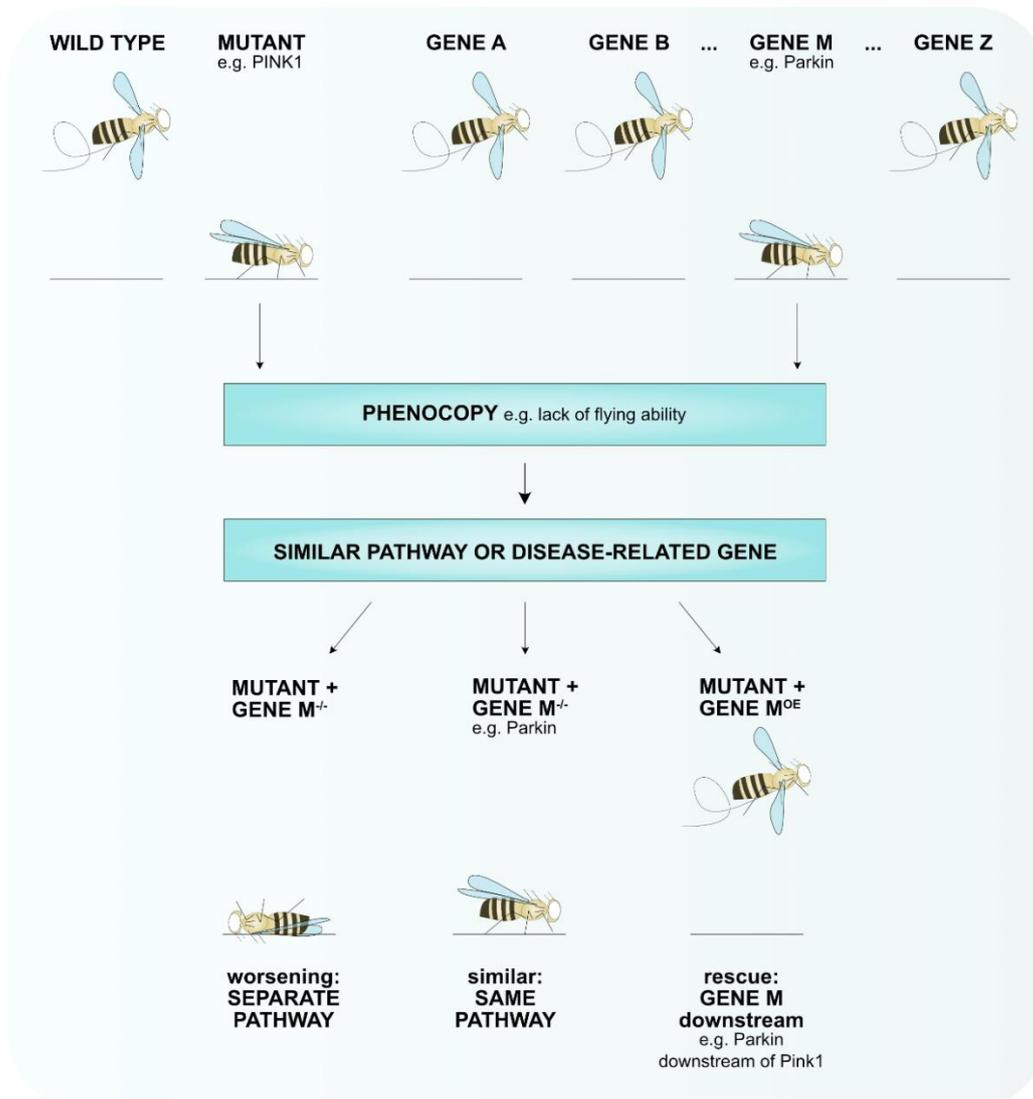 WILD TYPE
MUTANT
e.g. PINK1
GENE A
GENE B
...
GENE M
e.g. Parkin
...
GENE Z
PHENOCOPY e.g. lack of flying ability
SIMILAR PATHWAY OR DISEASE-RELATED GENE
MUTANT +
GENE M-/-
MUTANT +
GENE M-/-
e.g. Parkin
MUTANT +
GENE MOE
worsening:
SEPARATE
PATHWAY
similar:
SAME
PATHWAY
rescue:
GENE M
downstream
e.g. Parkin
downstream of Pink1